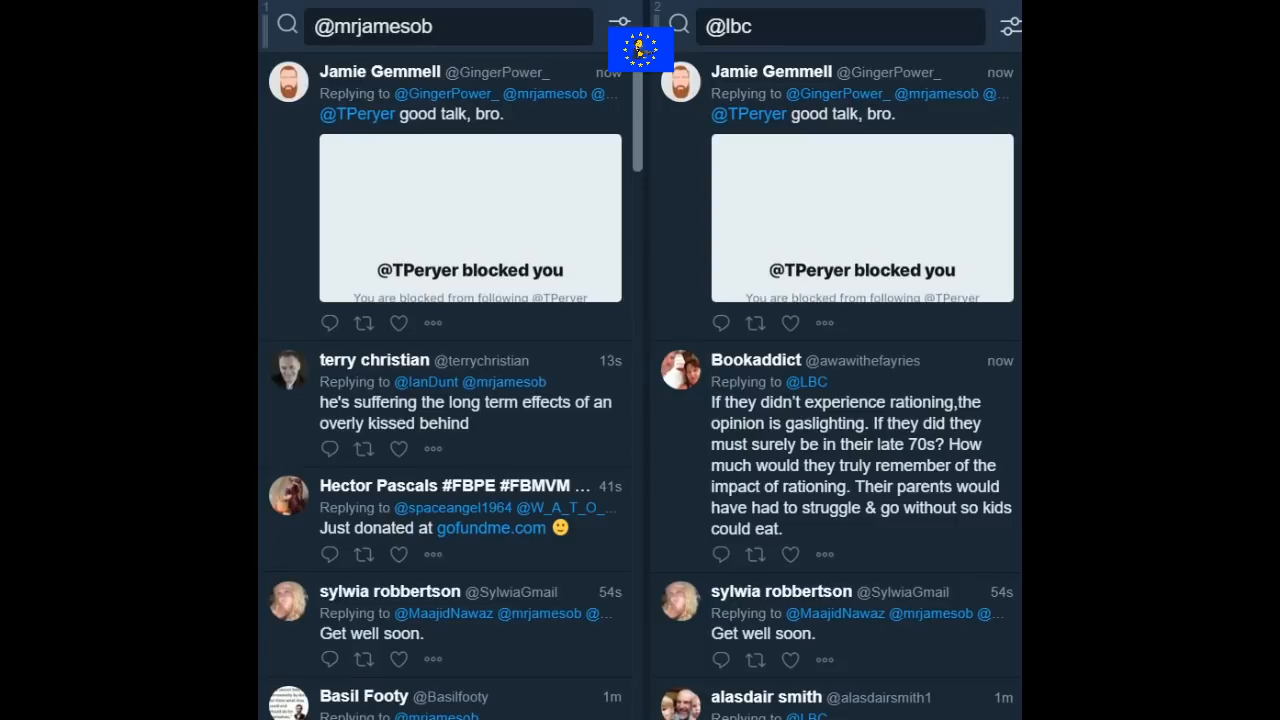 1
@mrjamesob
Jamie Gemmell @GingerPower_ now
Replying to @GingerPower_ @mrjamesob @...
@TPeryer good talk, bro.
@TPeryer blocked you
You are blocked from following @TPeryer
terry christian @terrychristian 13s
Replying to @IanDunt @mrjamesob
he's suffering the long term effects of an
overly kissed behind
Hector Pascals #FBPE #FBMVM ... 41s
Replying to @spaceangel1964 @W_A_T_O_...
Just donated at gofundme.com 🙂
sylwia robbertson @SylwiaGmail 54s
Replying to @MaajidNawaz @mrjamesob @...
Get well soon.
Basil Footy @Basilfooty 1m
Replying to @mrjamesob
2
@lbc
Jamie Gemmell @GingerPower_ now
Replying to @GingerPower_ @mrjamesob @...
@TPeryer good talk, bro.
@TPeryer blocked you
You are blocked from following @TPeryer
Bookaddict @awawithefayries now
Replying to @LBC
If they didn't experience rationing,the
opinion is gaslighting. If they did they
must surely be in their late 70s? How
much would they truly remember of the
impact of rationing. Their parents would
have had to struggle & go without so kids
could eat.
sylwia robbertson @SylwiaGmail 54s
Replying to @MaajidNawaz @mrjamesob @...
Get well soon.
alasdair smith @alasdairsmith1 1m
Replying to @LBC